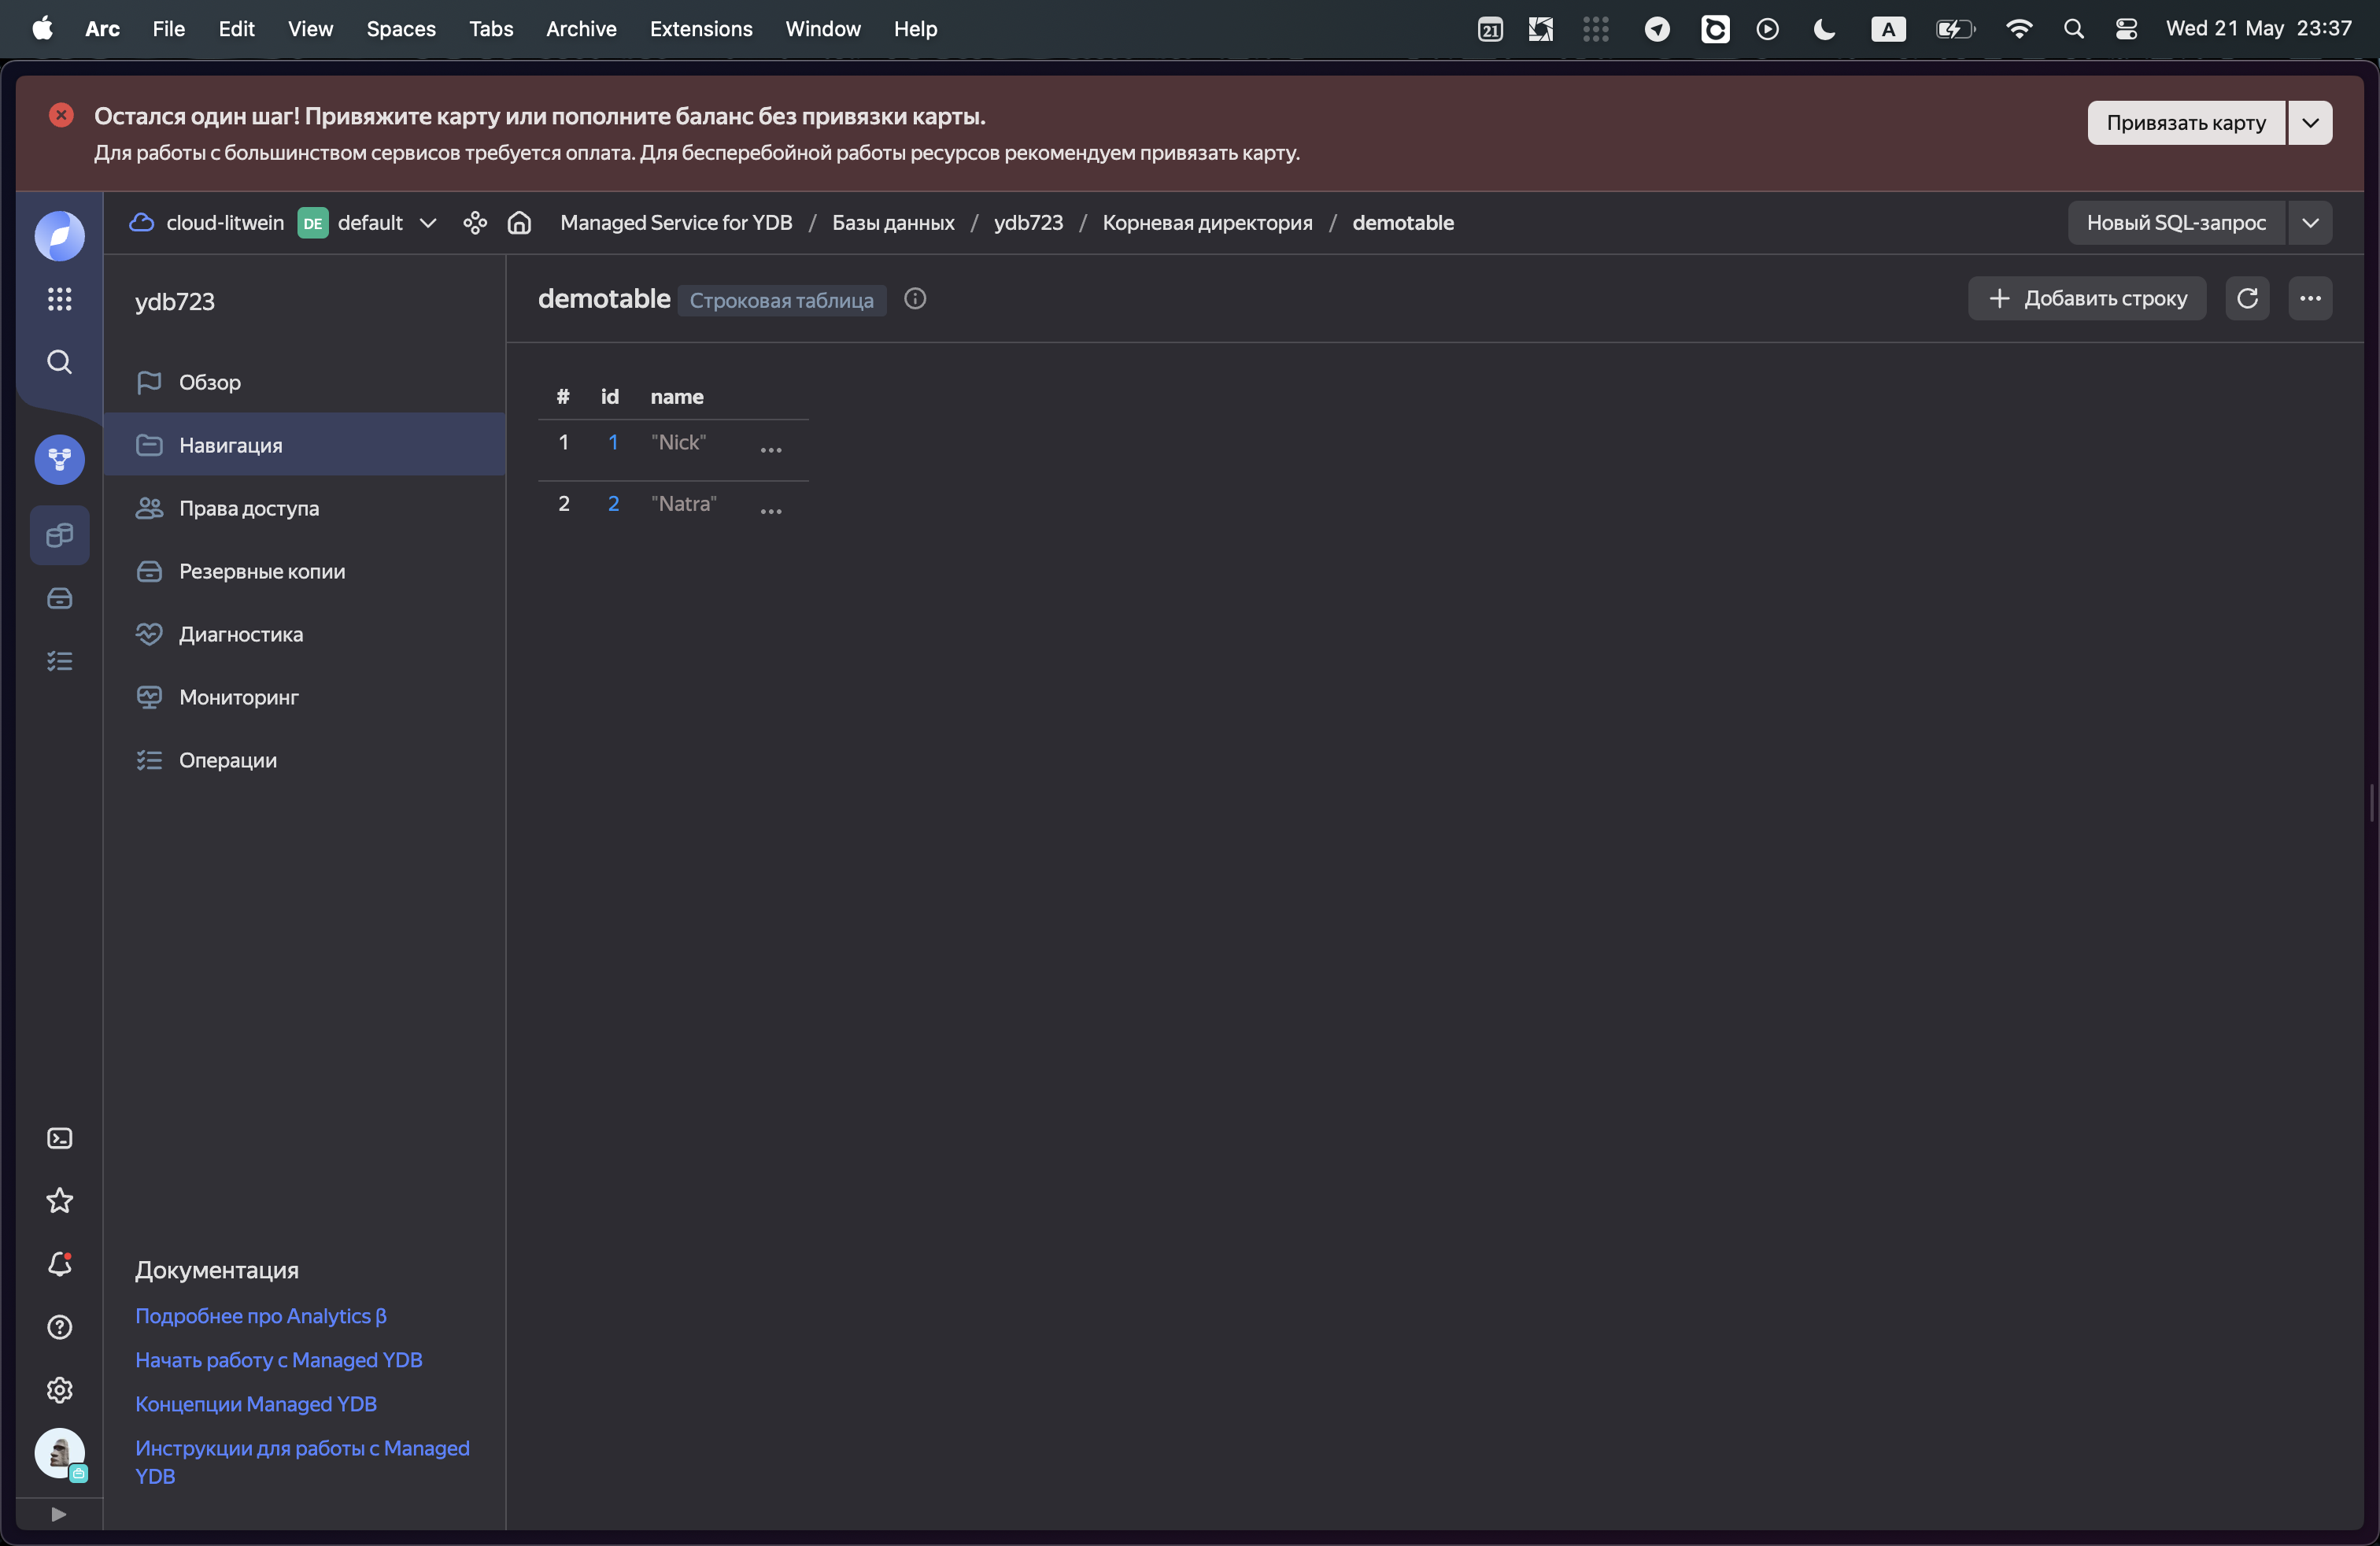 Arc File Edit View Spaces Tabs Archive Extensions Window Help 21 A Wed 21 May 23:37
Остался один шаг! Привяжите карту или пополните баланс без привязки карты.
Для работы с большинством сервисов требуется оплата. Для бесперебойной работы ресурсов рекомендуем привязать карту.
Привязать карту
cloud-litwein DE default Managed Service for YDB / Базы данных / ydb723 / Корневая директория / demotable
Новый SQL-запрос
ydb723
Обзор
Навигация
Права доступа
Резервные копии
Диагностика
Мониторинг
Операции
demotable Строковая таблица
+ Добавить строку
# id name
1 1 "Nick" ...
2 2 "Natra" ...
Документация
Подробнее про Analytics β
Начать работу с Managed YDB
Концепции Managed YDB
Инструкции для работы с Managed
YDB